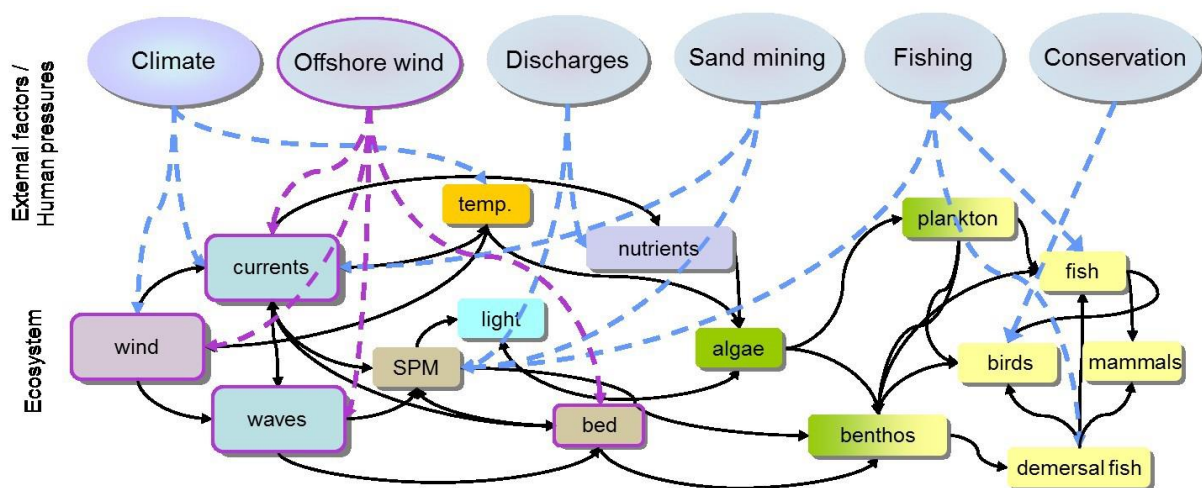 External factors /
Human pressures
Climate
Offshore wind
Discharges
Sand mining
Fishing
Conservation
Ecosystem
temp.
plankton
nutrients
currents
fish
light
wind
algae
birds
mammals
SPM
waves
bed
benthos
demersal fish